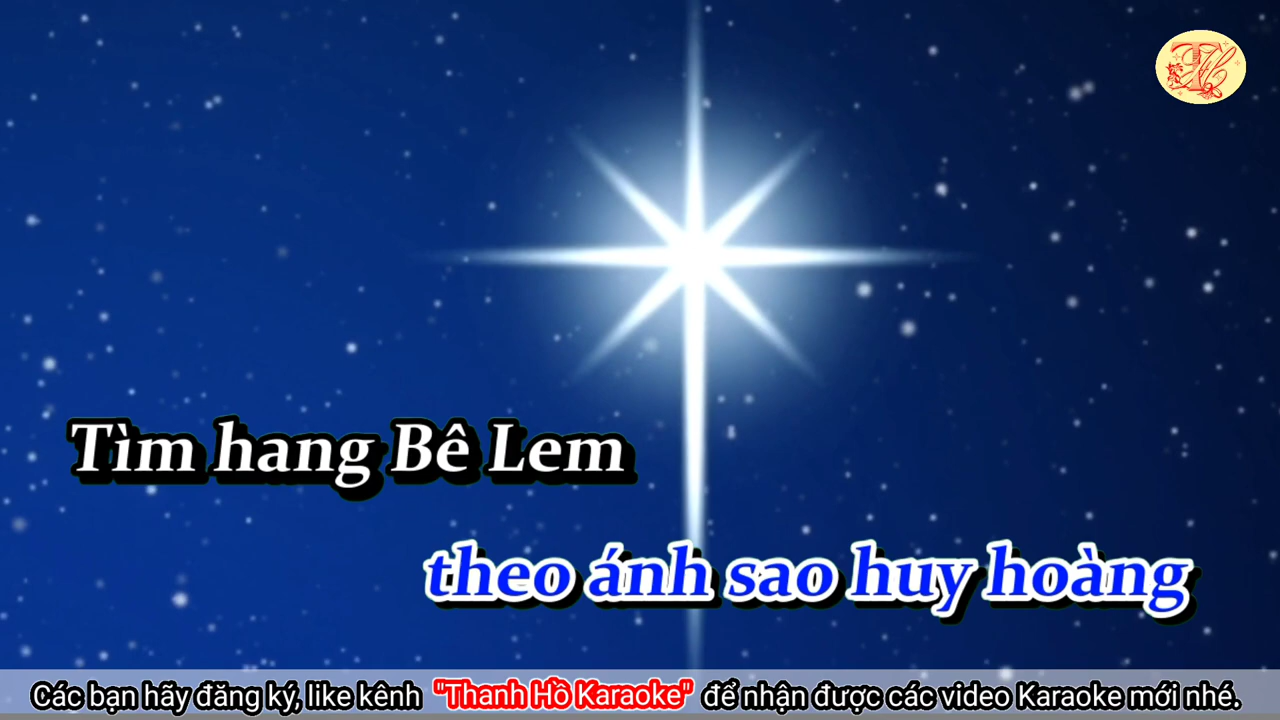 Tìm hang Bê Lem
theo ánh sao huy hoàng
Các bạn hãy đăng ký, like kênh "Thanh Hồ Karaoke" để nhận được các video Karaoke mới nhé.